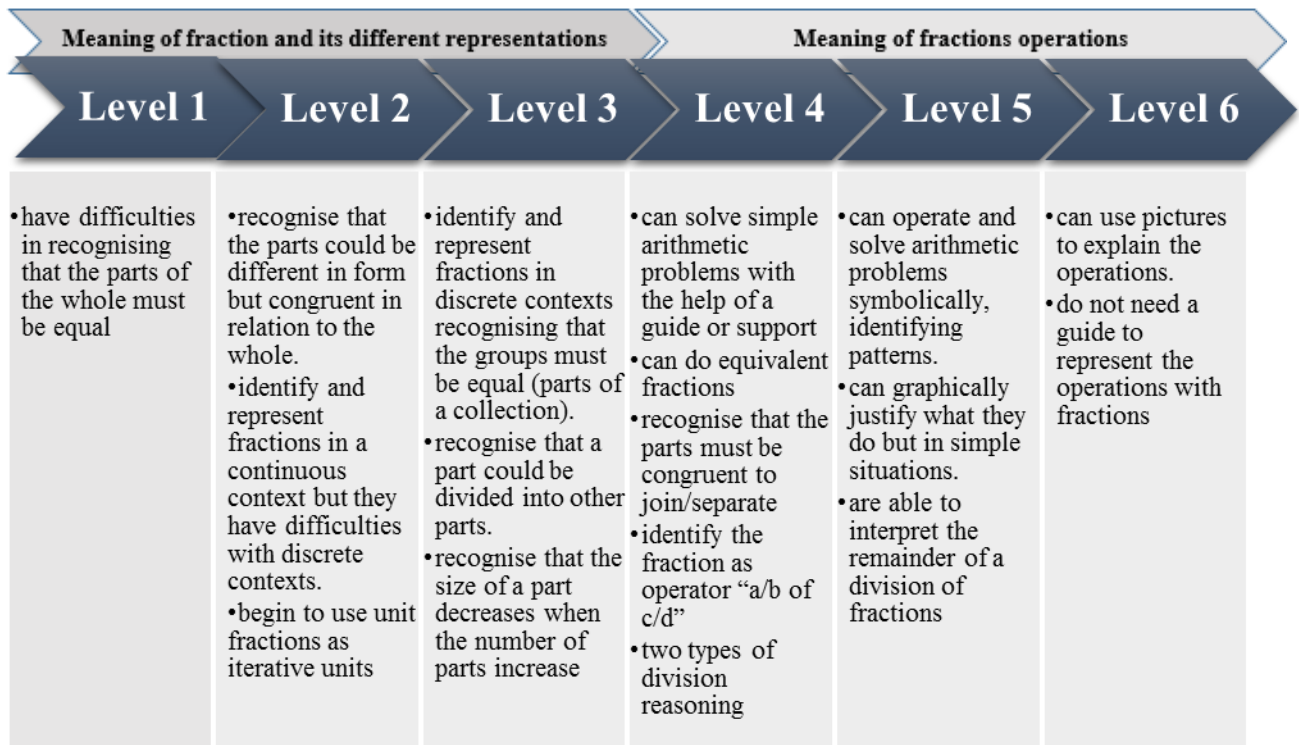 Meaning of fraction and its different representations
Meaning of fractions operations
Level 1
Level 2
Level 3
Level 4
Level 5
Level 6
•have difficulties
in recognising
that the parts of
the whole must
be equal
•recognise that
the parts could be
different in form
but congruent in
relation to the
whole.
•identify and
represent
fractions in a
continuous
context but they
have difficulties
with discrete
contexts.
•begin to use unit
fractions as
iterative units
•identify and
represent
fractions in
discrete contexts
recognising that
the groups must
be equal (parts of
a collection).
•recognise that a
part could be
divided into other
parts.
•recognise that the
size of a part
decreases when
the number of
parts increase
•can solve simple
arithmetic
problems with
the help of a
guide or support
•can do equivalent
fractions
•recognise that the
parts must be
congruent to
join/separate
•identify the
fraction as
operator “a/b of
c/d”
•two types of
division
reasoning
•can operate and
solve arithmetic
problems
symbolically,
identifying
patterns.
•can graphically
justify what they
do but in simple
situations.
•are able to
interpret the
remainder of a
division of
fractions
•can use pictures
to explain the
operations.
•do not need a
guide to
represent the
operations with
fractions